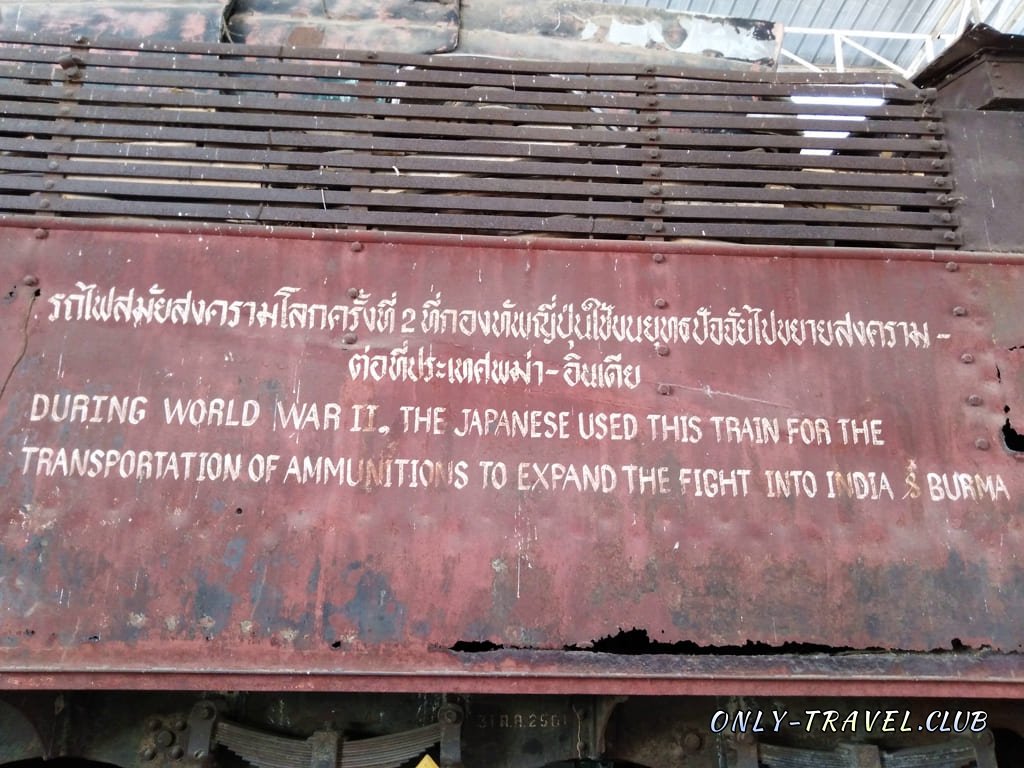 รถไฟสมัยสงครามโลกครั้งที่ 2 ที่กองทัพญี่ปุ่นใช้ขนยุทธปัจจัยไปขยายสงคราม -
ต่อที่ประเทศพม่า - อินเดีย
DURING WORLD WAR II. THE JAPANESE USED THIS TRAIN FOR THE
TRANSPORTATION OF AMMUNITIONS TO EXPAND THE FIGHT INTO INDIA & BURMA
ONLY-TRAVEL.CLUB